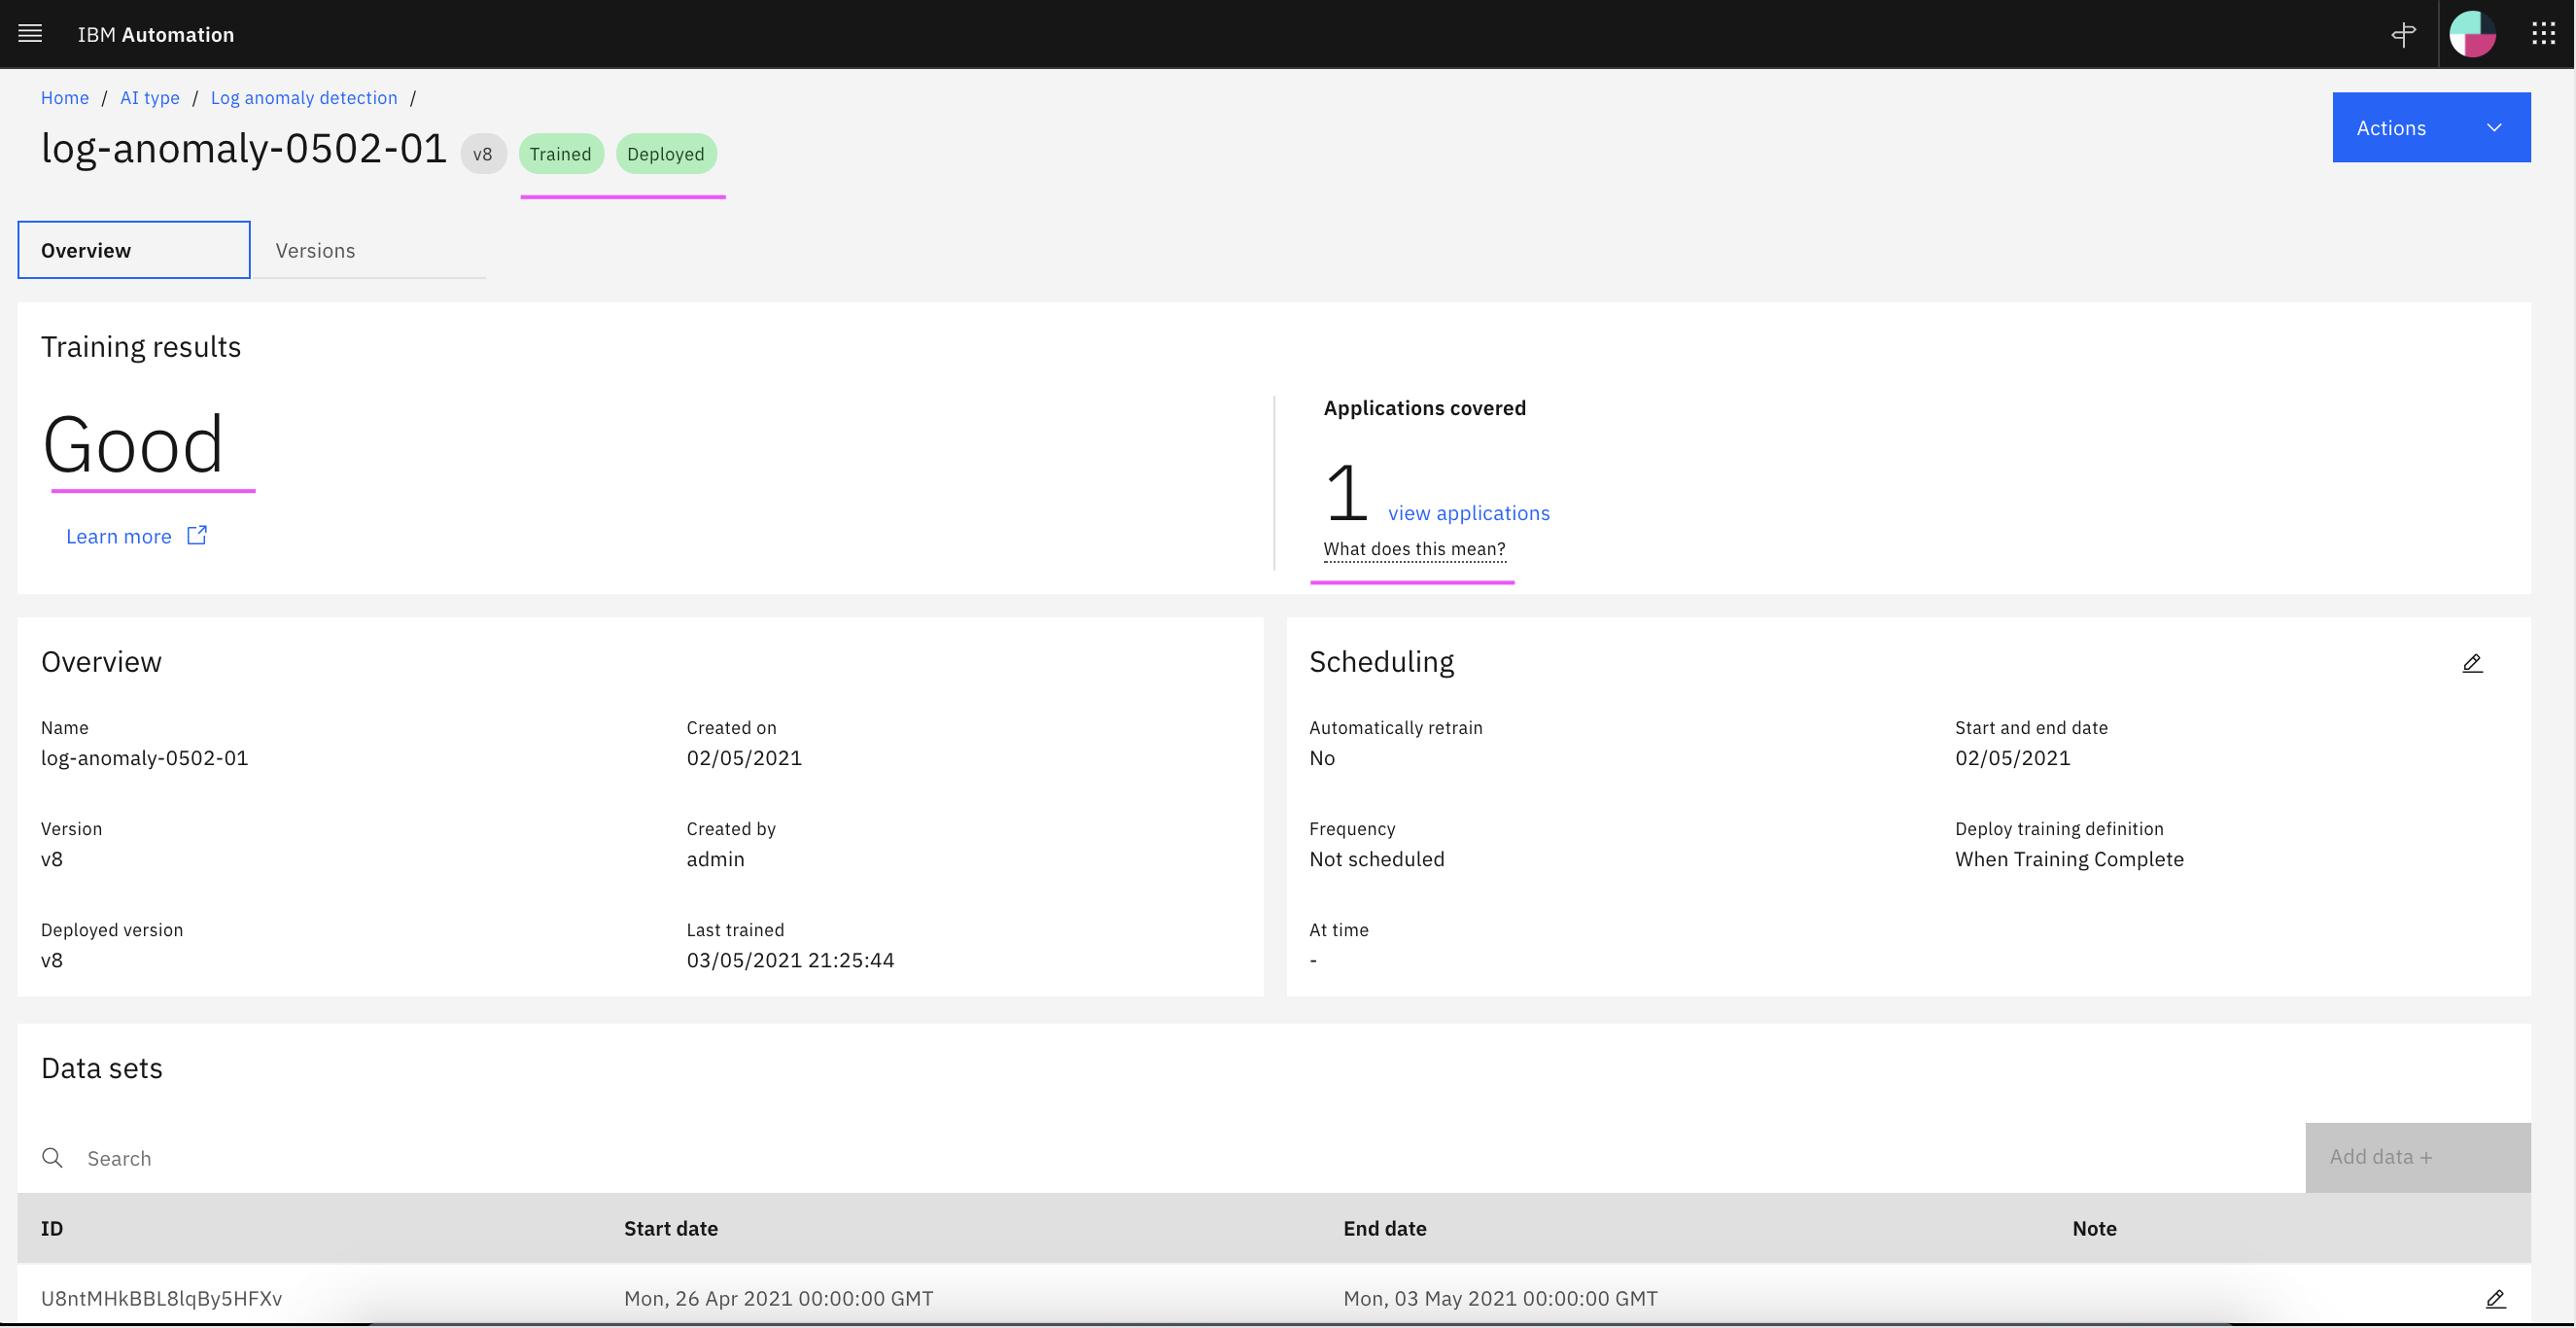 IBM Automation
Home / AI type / Log anomaly detection /
log-anomaly-0502-01 v8 Trained Deployed
Actions
Overview Versions
Training results
Good
Learn more
Applications covered
1 view applications
What does this mean?
Overview
Name
log-anomaly-0502-01
Created on
02/05/2021
Version
v8
Created by
admin
Deployed version
v8
Last trained
03/05/2021 21:25:44
Scheduling
Automatically retrain
No
Start and end date
02/05/2021
Frequency
Not scheduled
Deploy training definition
When Training Complete
At time
-
Data sets
Search
Add data +
ID Start date End date Note
U8ntMHkBBL8lqBy5HFXv Mon, 26 Apr 2021 00:00:00 GMT Mon, 03 May 2021 00:00:00 GMT